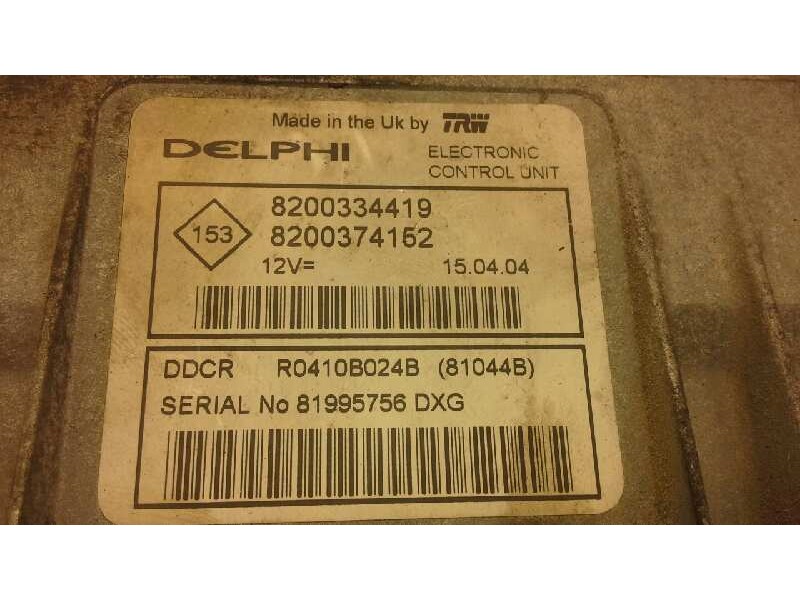 Made in the Uk by TRW
DELPHI
ELECTRONIC
CONTROL UNIT
153
8200334419
8200374152
12V=
15.04.04
DDCR R0410B024B (81044B)
SERIAL No 81995756 DXG